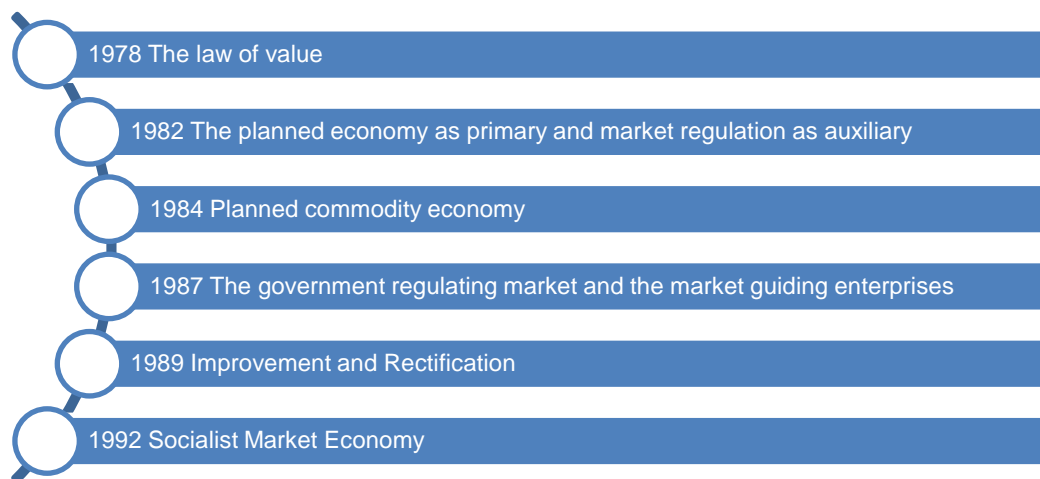 1978 The law of value
1982 The planned economy as primary and market regulation as auxiliary
1984 Planned commodity economy
1987 The government regulating market and the market guiding enterprises
1989 Improvement and Rectification
1992 Socialist Market Economy